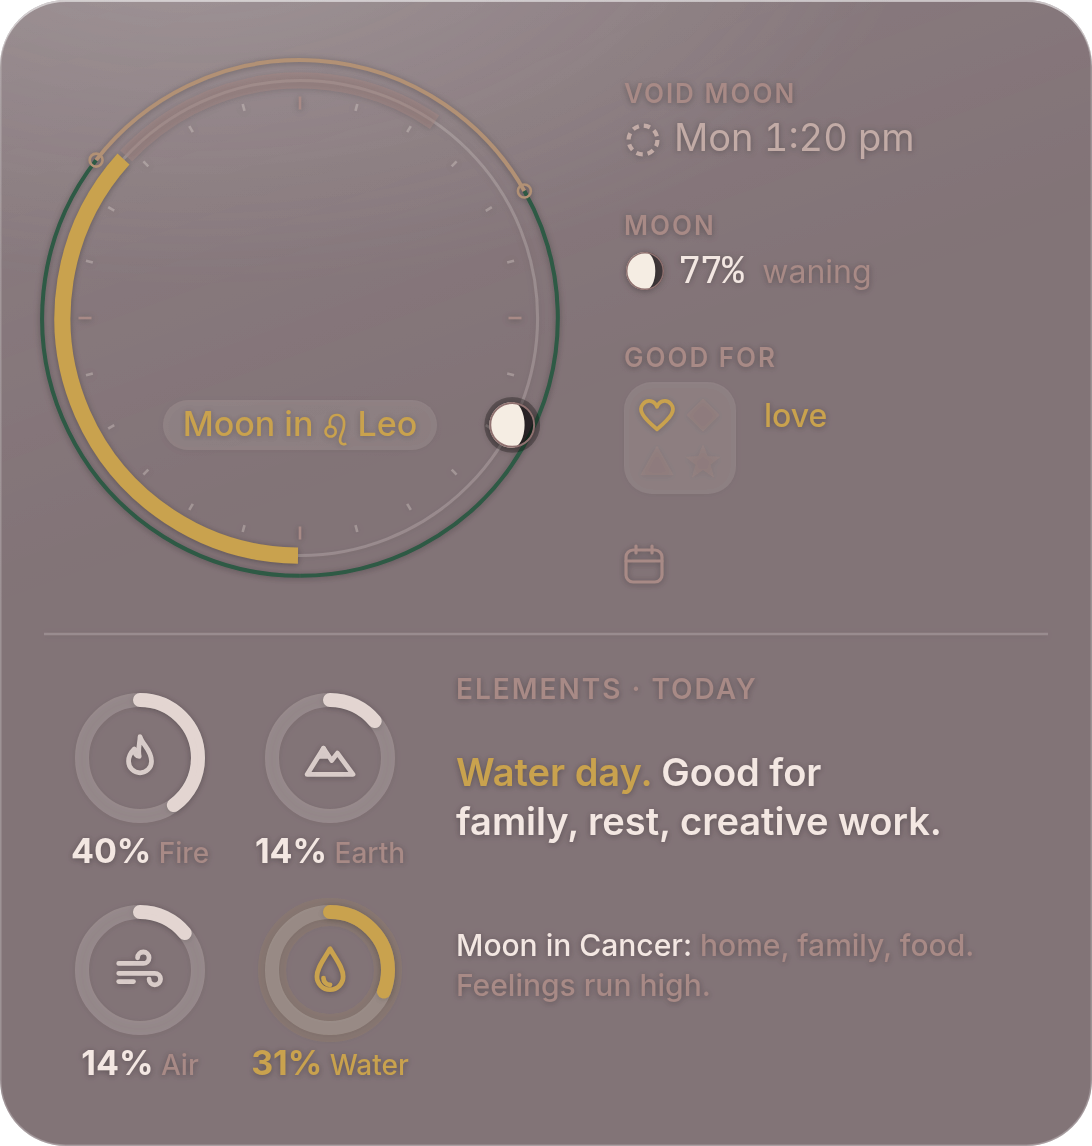 VOID MOON
Mon 1:20 pm
MOON
77% waning
GOOD FOR
love
Moon in ♌ Leo
ELEMENTS · TODAY
Water day. Good for
family, rest, creative work.
Moon in Cancer: home, family, food.
Feelings run high.
40% Fire
14% Earth
14% Air
31% Water